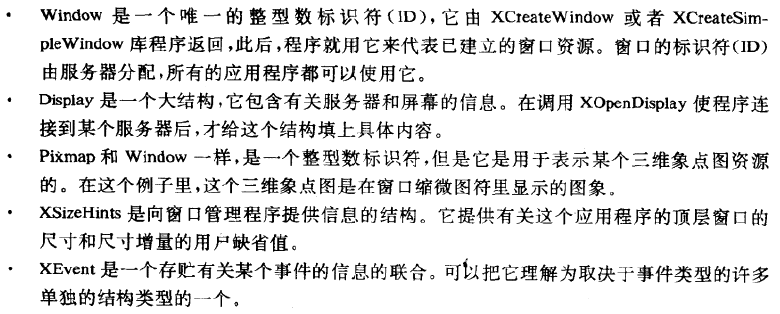 · Window 是一个唯一的整型数标识符(ID),它由 XCreateWindow 或者 XCreateSim-
pleWindow 库程序返回,此后,程序就用它来代表已建立的窗口资源。窗口的标识符(ID)
由服务器分配,所有的应用程序都可以使用它。
· Display 是一个大结构,它包含有关服务器和屏幕的信息。在调用 XOpenDisplay 使程序连
接到某个服务器后,才给这个结构填上具体内容。
· Pixmap 和 Window 一样,是一个整型数标识符,但是它是用于表示某个三维象点图资源
的。在这个例子里,这个三维象点图是在窗口缩微图符里显示的图象。
· XSizeHints 是向窗口管理程序提供信息的结构。它提供有关这个应用程序的顶层窗口的
尺寸和尺寸增量的用户缺省值。
· XEvent 是一个存贮有关某个事件的信息的联合。可以把它理解为取决于事件类型的许多
单独的结构类型的一个。